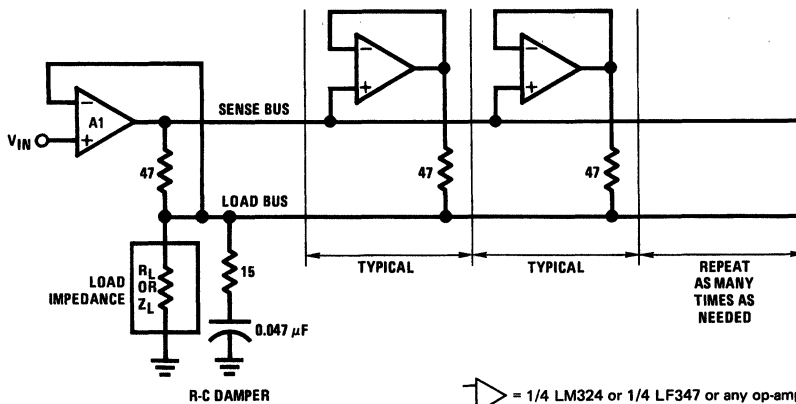 A1
−
+
V_IN
SENSE BUS
47
LOAD BUS
LOAD
IMPEDANCE
R_L
OR
Z_L
15
0.047 µF
R-C DAMPER
−
+
47
TYPICAL
−
+
47
TYPICAL
REPEAT
AS MANY
TIMES AS
NEEDED
= 1/4 LM324 or 1/4 LF347 or any op-amp